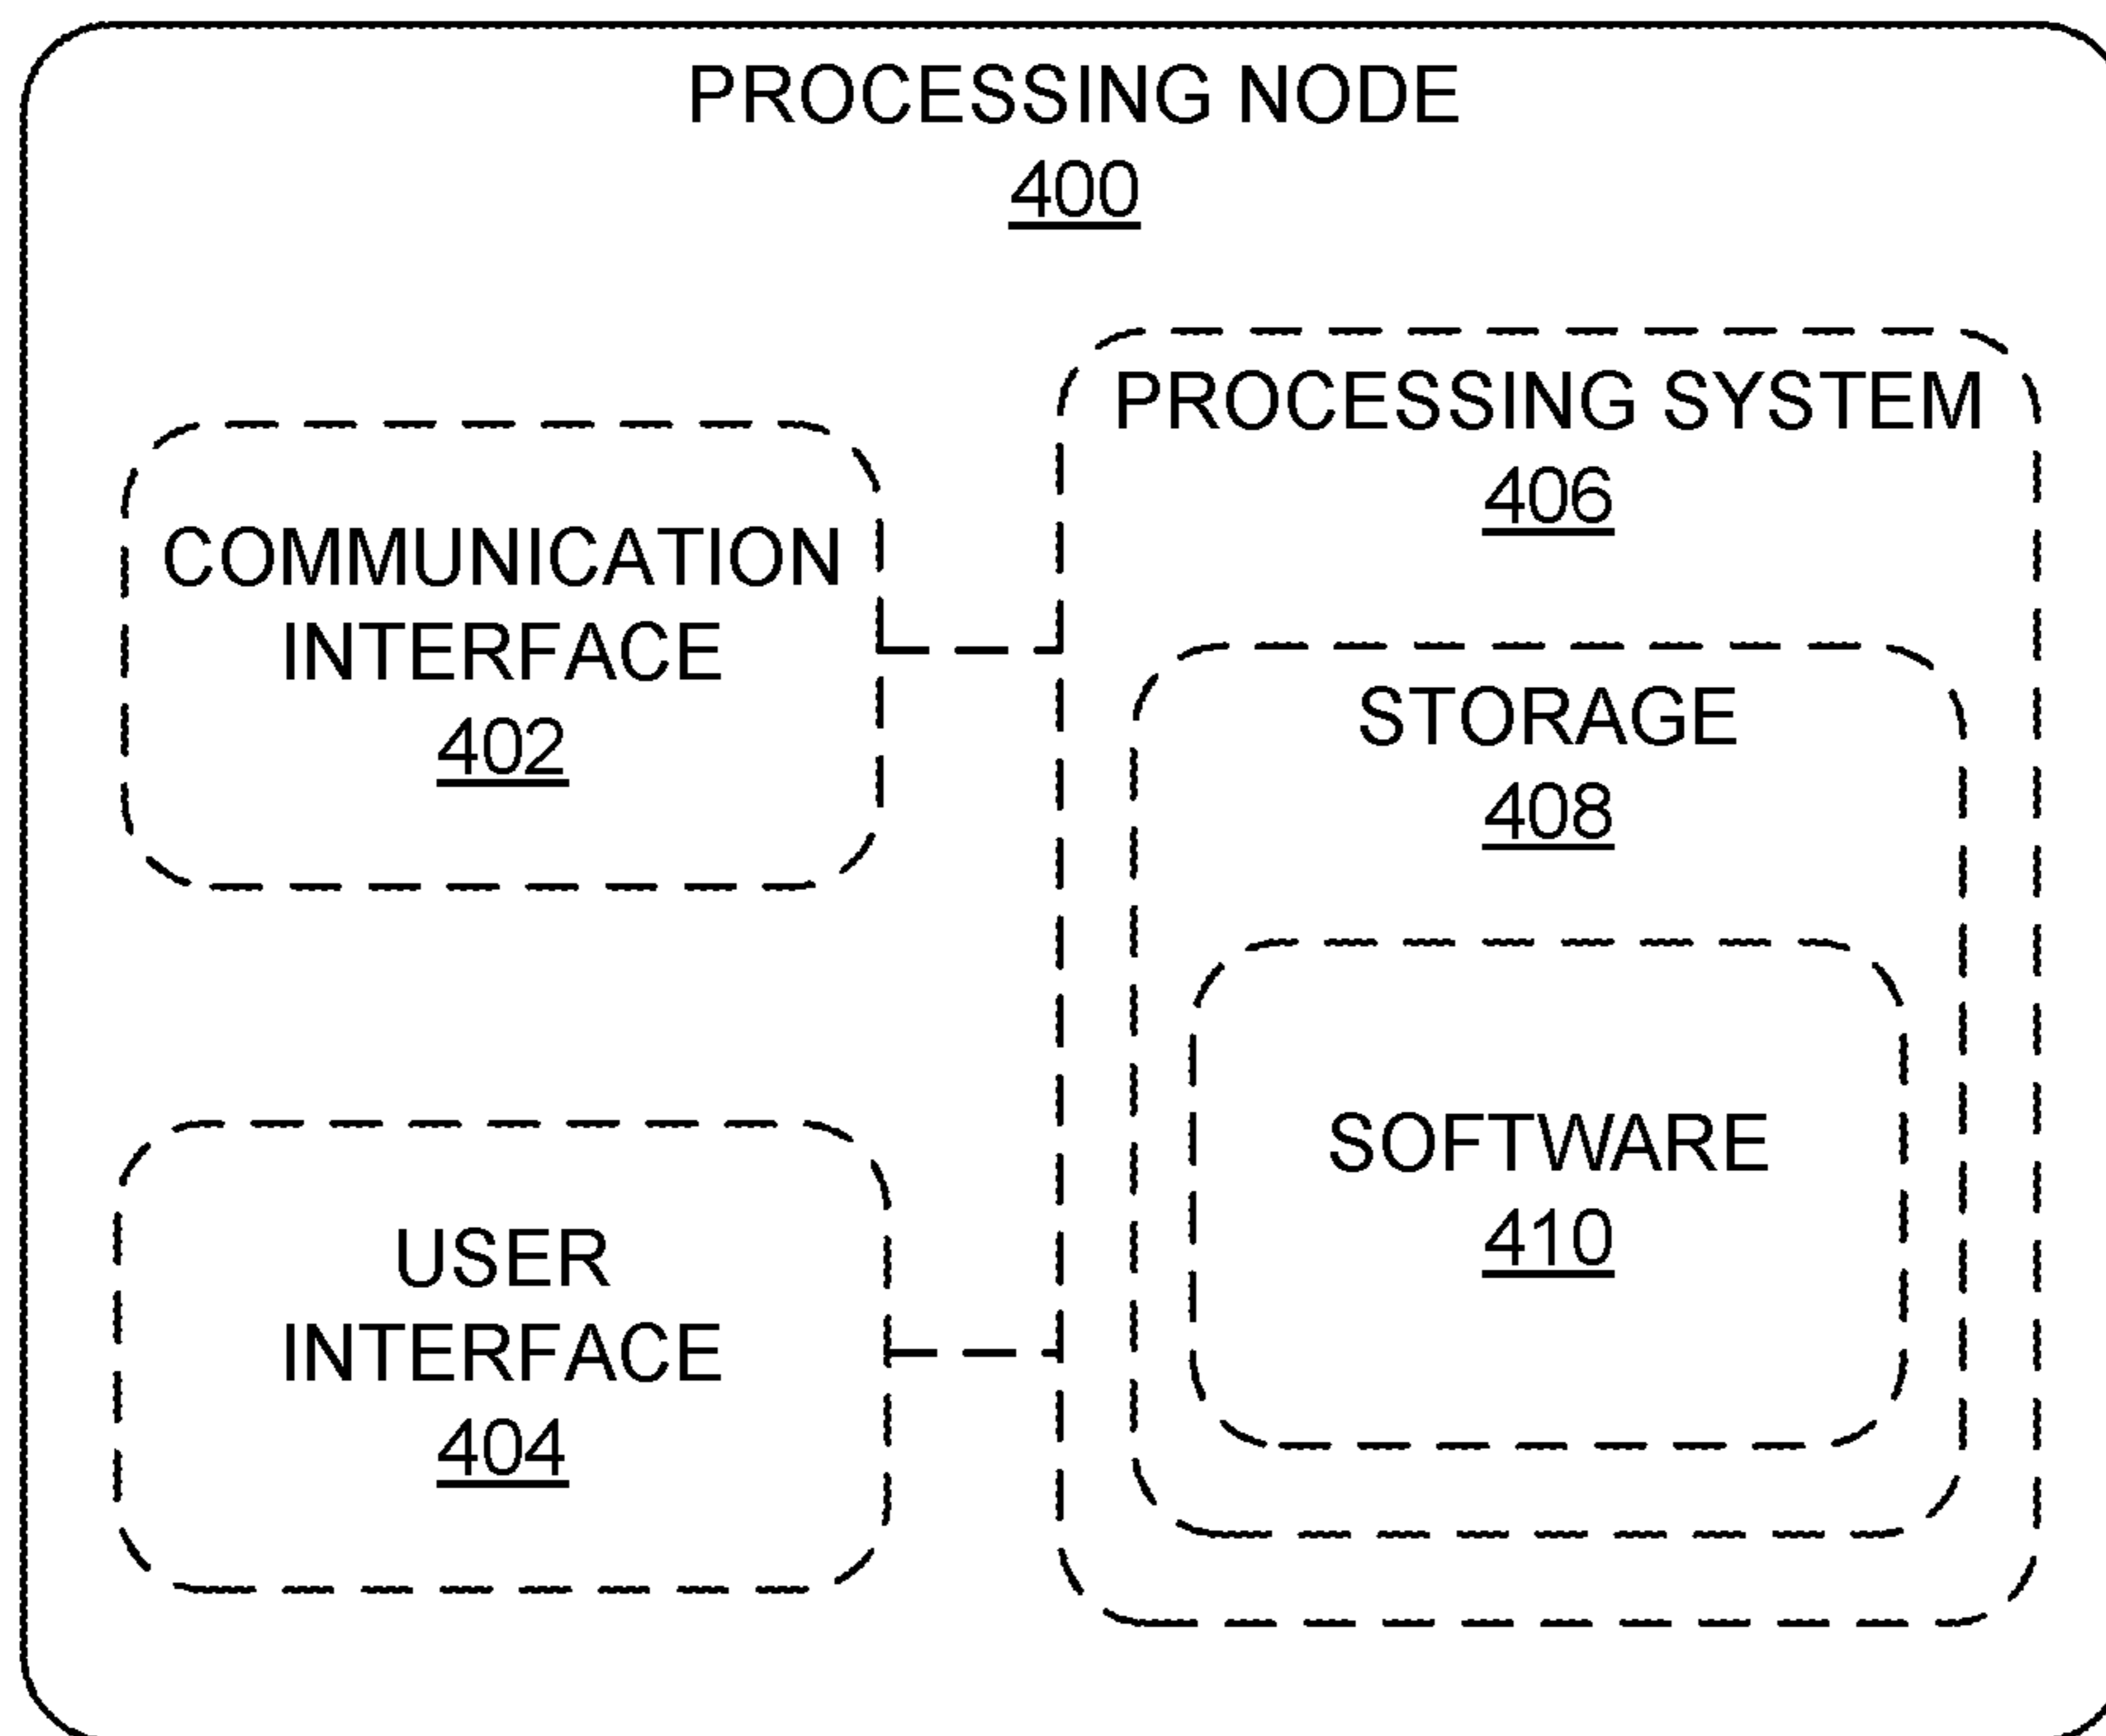 PROCESSING NODE
400
PROCESSING SYSTEM
406
COMMUNICATION
INTERFACE
402
STORAGE
408
SOFTWARE
410
USER
INTERFACE
404